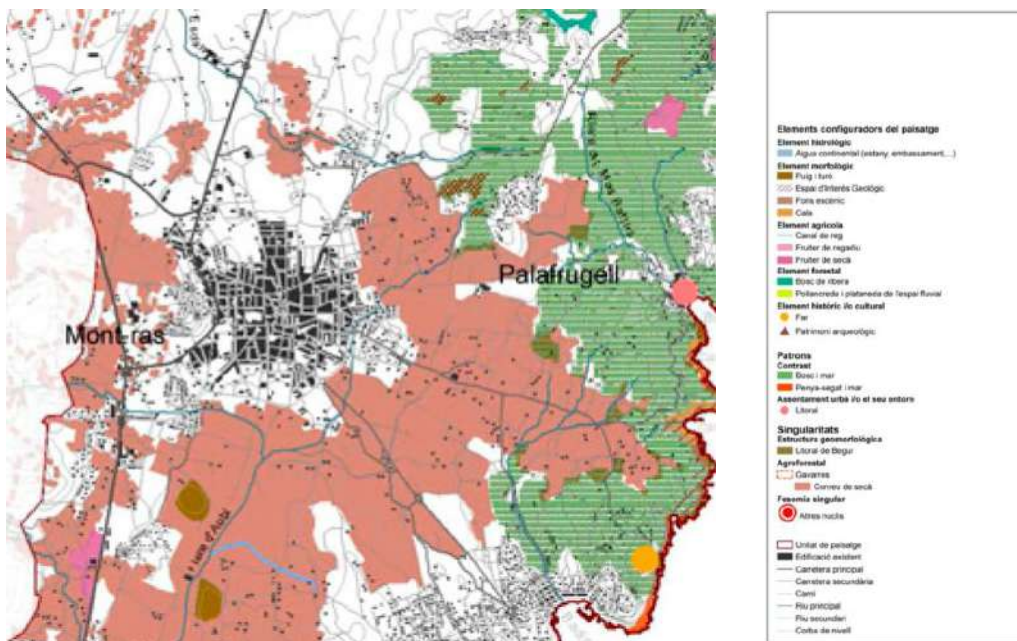 Palafrugell
Mont-ras
Riera d'Aubi
Elements configuradors del paisatge
Element hidrològic
Aigua continental (estany, embassament,...)
Element morfològic
Puig i turó
Espai d'Interès Geològic
Fons escènic
Cala
Element agrícola
Canal de reg
Fruiter de regadiu
Fruiter de secà
Element forestal
Bosc de ribera
Pollancreda i plataneda de l'espai fluvial
Element històric i/o cultural
Far
Patrimoni arqueològic
Patrons
Contrast
Bosc i mar
Penya-segat i mar
Assentament urbà i/o el seu entorn
Litoral
Singularitats
Estructura geomorfològica
Litoral de Begur
Agroforestal
Gavarres
Conreu de secà
Fesomia singular
Altres nuclis
Unitat de paisatge
Edificació existent
Carretera principal
Carretera secundària
Camí
Riu principal
Riu secundari
Corba de nivell